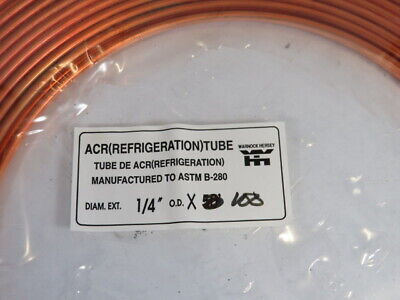 ACR(REFRIGERATION)TUBE
WARNOCK HERSEY
TUBE DE ACR(REFRIGERATION)
MANUFACTURED TO ASTM B-280
DIAM. EXT. 1/4" O.D. X 100